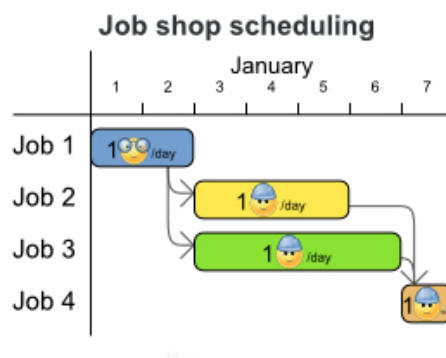 Job shop scheduling
January
1 2 3 4 5 6 7
Job 1 1 /day
Job 2 1 /day
Job 3 1 /day
Job 4 1